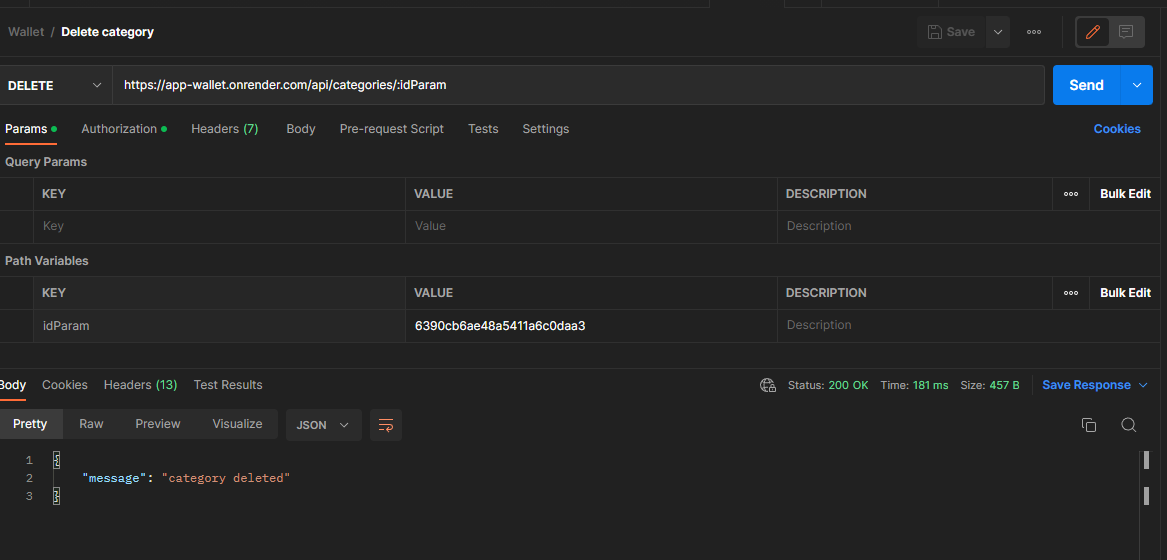 Wallet / Delete category
Save
DELETE
https://app-wallet.onrender.com/api/categories/:idParam
Send
Params Authorization Headers (7) Body Pre-request Script Tests Settings Cookies
Query Params
KEY VALUE DESCRIPTION Bulk Edit
Key Value Description
Path Variables
KEY VALUE DESCRIPTION Bulk Edit
idParam 6390cb6ae48a5411a6c0daa3 Description
Body Cookies Headers (13) Test Results Status: 200 OK Time: 181 ms Size: 457 B Save Response
Pretty Raw Preview Visualize JSON
1 {
2 "message": "category deleted"
3 }